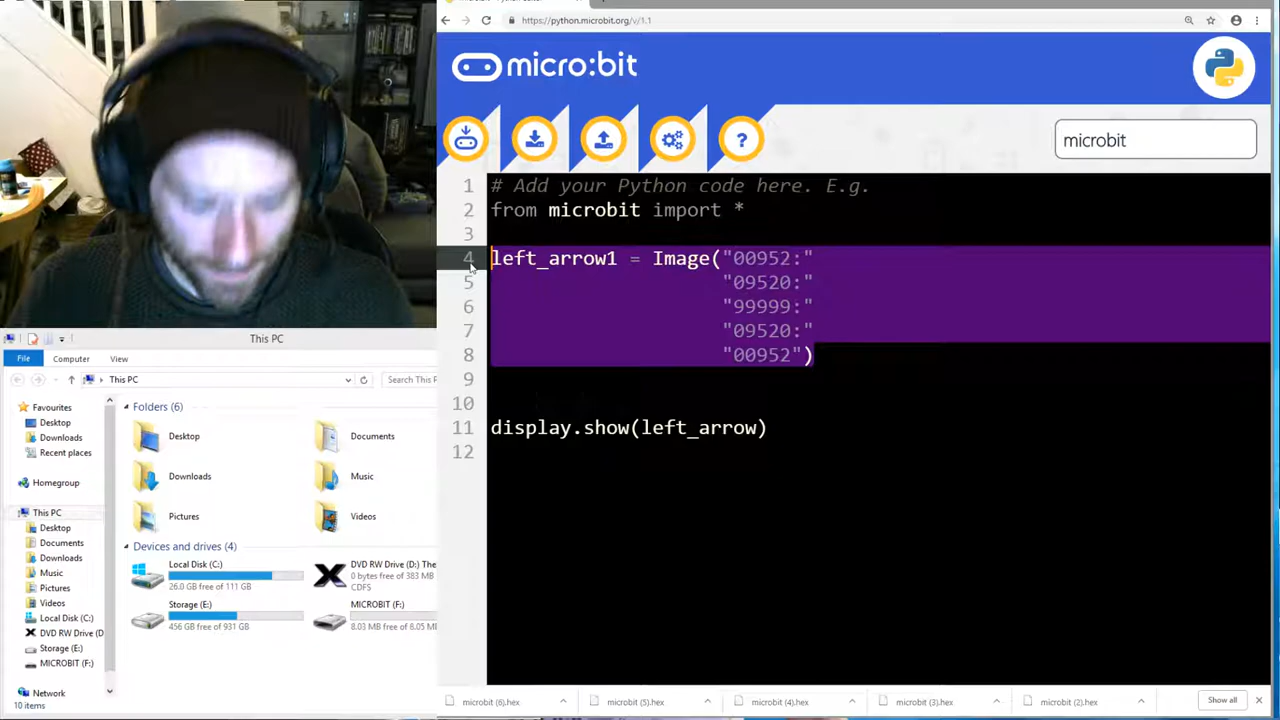 https://python.microbit.org/v/1.1
micro:bit
?
microbit
1 # Add your Python code here. E.g.
2 from microbit import *
3
4 left_arrow1 = Image("00952:"
5 "09520:"
6 "99999:"
7 "09520:"
8 "00952")
9
10
11 display.show(left_arrow)
12
This PC
File Computer View
This PC
Search This P
Favourites
Desktop
Downloads
Recent places
Homegroup
This PC
Desktop
Documents
Downloads
Music
Pictures
Videos
Local Disk (C:)
DVD RW Drive (D
Storage (E:)
MICROBIT (F:)
Network
10 items
Folders (6)
Desktop
Documents
Downloads
Music
Pictures
Videos
Devices and drives (4)
Local Disk (C:)
26.0 GB free of 111 GB
DVD RW Drive (D:) The
0 bytes free of 383 MB
CDFS
Storage (E:)
456 GB free of 931 GB
MICROBIT (F:)
8.03 MB free of 8.05
microbit (6).hex
microbit (5).hex
microbit (4).hex
microbit (3).hex
microbit (2).hex
Show all